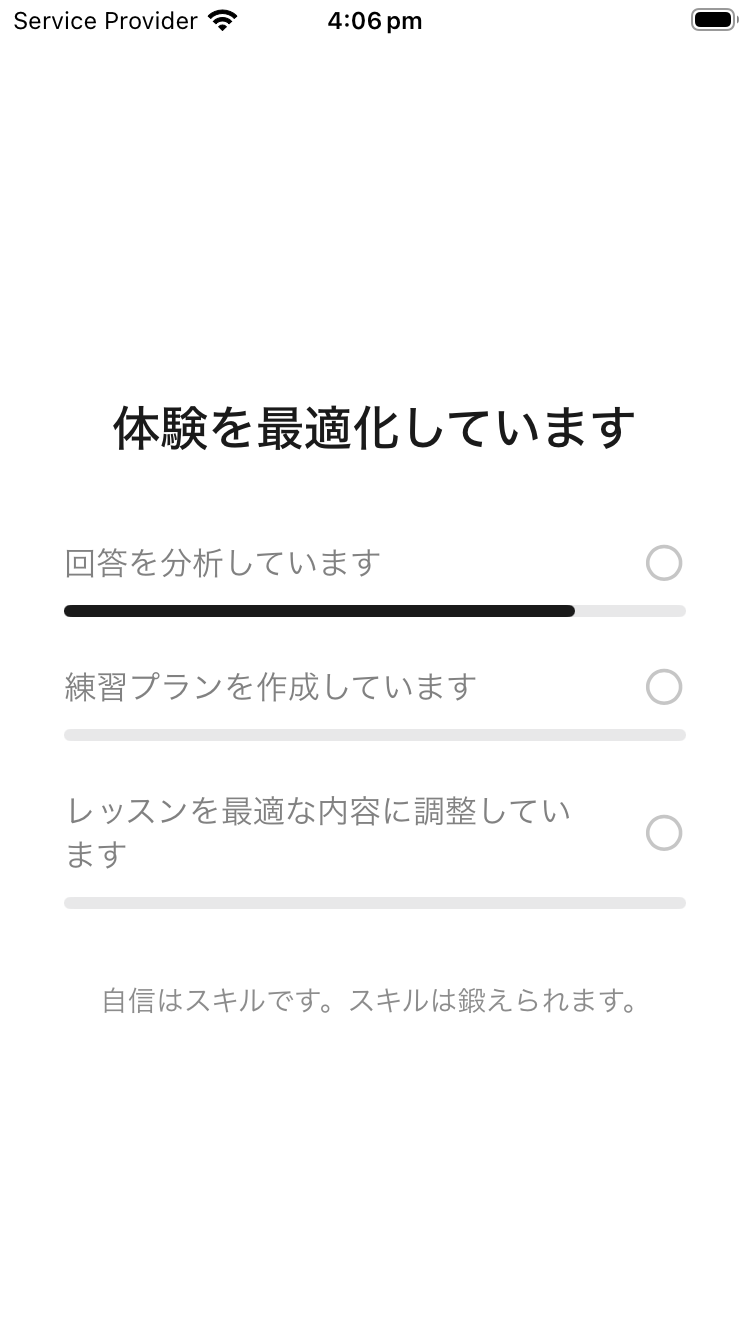 Service Provider 4:06 pm
体験を最適化しています
回答を分析しています
練習プランを作成しています
レッスンを最適な内容に調整してい
ます
自信はスキルです。スキルは鍛えられます。